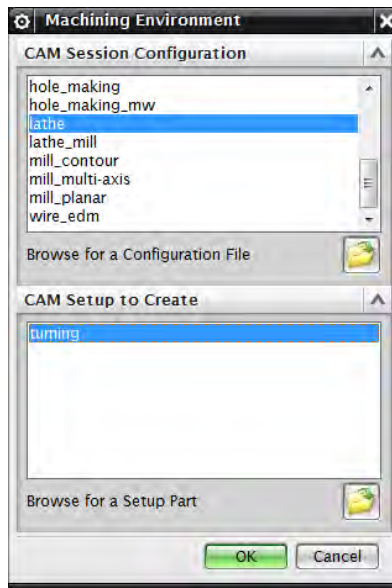 Machining Environment
CAM Session Configuration
hole_making
hole_making_mw
lathe
lathe_mill
mill_contour
mill_multi-axis
mill_planar
wire_edm
Browse for a Configuration File
CAM Setup to Create
turning
Browse for a Setup Part
OK Cancel